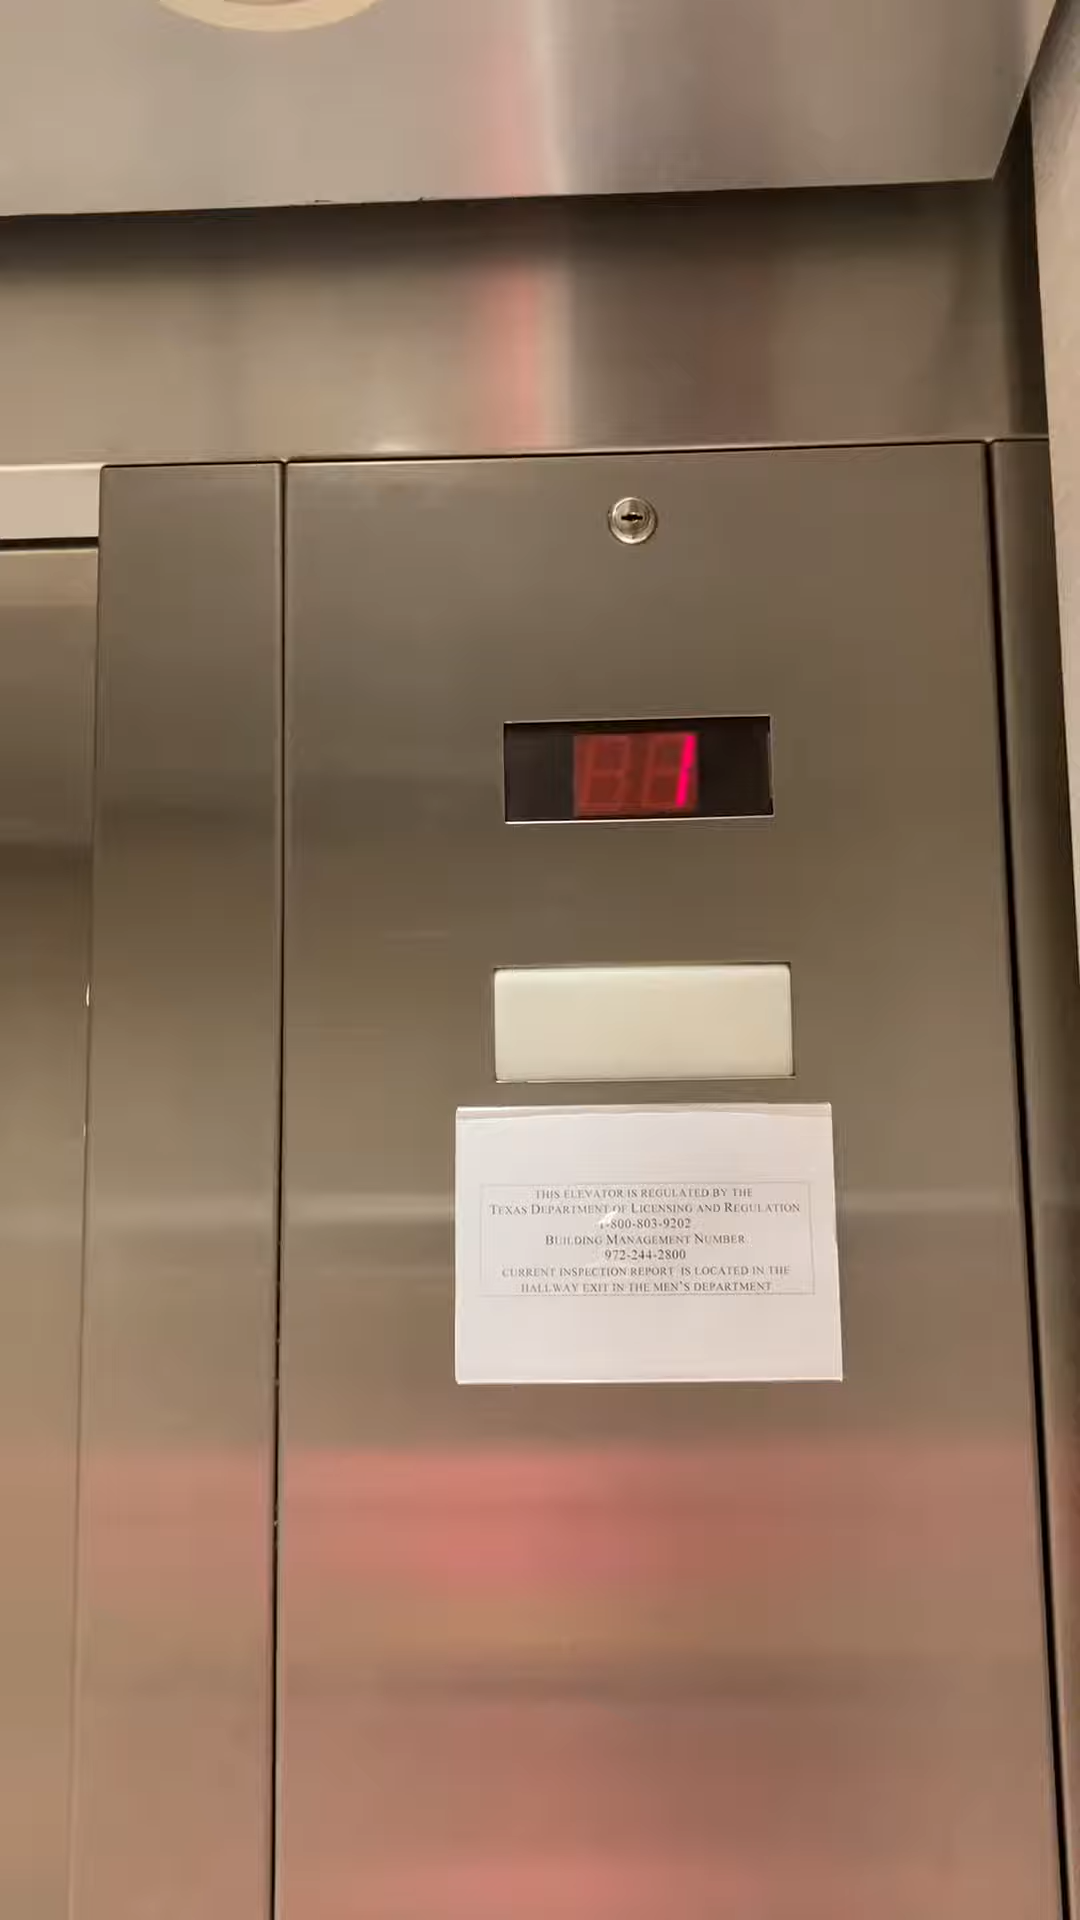 1
THIS ELEVATOR IS REGULATED BY THE
TEXAS DEPARTMENT OF LICENSING AND REGULATION
1-800-803-9202
BUILDING MANAGEMENT NUMBER
972-244-2800
CURRENT INSPECTION REPORT IS LOCATED IN THE
HALLWAY EXIT IN THE MEN'S DEPARTMENT